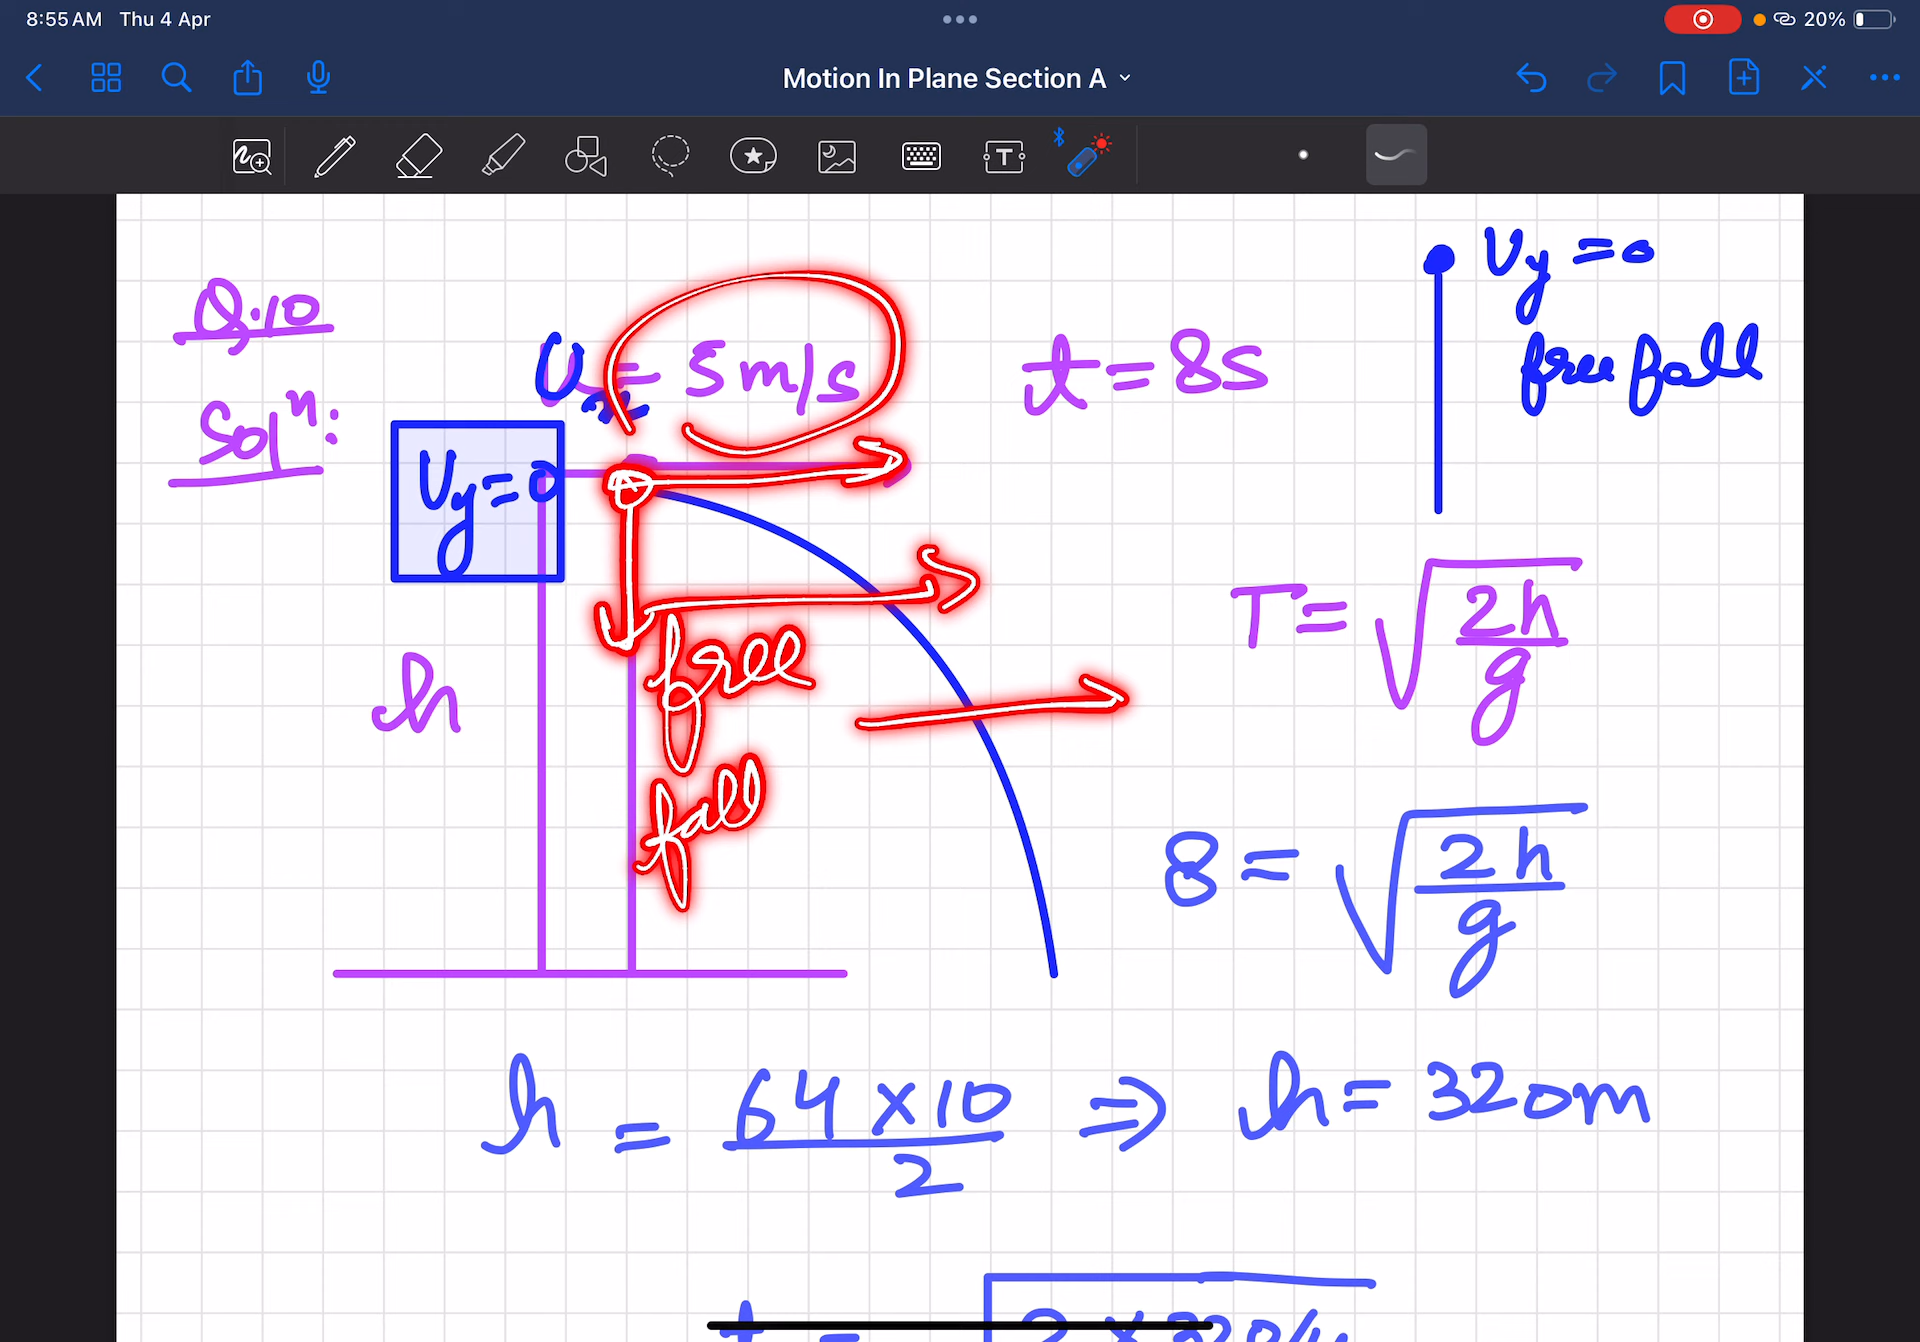 8:55 AM Thu 4 Apr
20%
Motion In Plane Section A
Q.10
Solⁿ:
Uₓ = 5 m/s
t = 8s
Vy = 0
free fall
Vy = 0
h
free
fall
T = √(2h/g)
8 = √(2h/g)
h = 64 × 10 / 2 ⇒ h = 320m